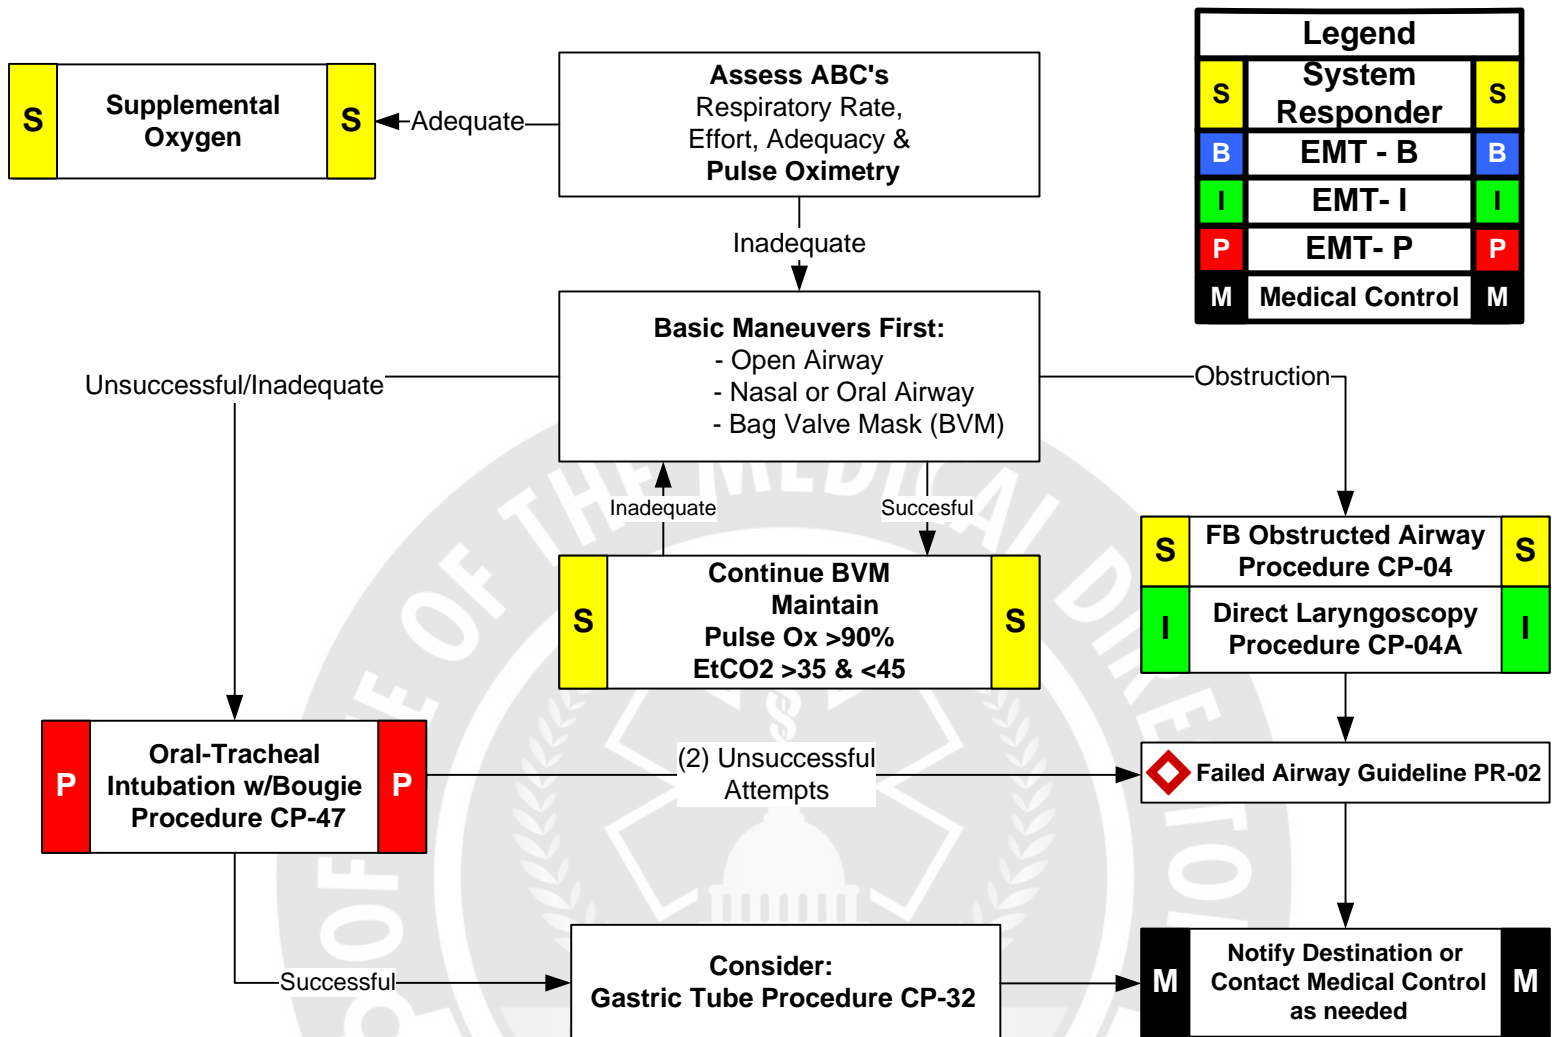 Legend
S System S
Responder
B EMT - B B
I EMT- I I
P EMT- P P
M Medical Control M
Assess ABC's
Respiratory Rate,
Effort, Adequacy &
Pulse Oximetry
Adequate
S Supplemental S
Oxygen
Inadequate
Basic Maneuvers First:
- Open Airway
- Nasal or Oral Airway
- Bag Valve Mask (BVM)
Unsuccessful/Inadequate
Obstruction
Inadequate
Succesful
S Continue BVM S
Maintain
Pulse Ox >90%
EtCO2 >35 & <45
S FB Obstructed Airway S
Procedure CP-04
I Direct Laryngoscopy I
Procedure CP-04A
P Oral-Tracheal P
Intubation w/Bougie
Procedure CP-47
(2) Unsuccessful
Attempts
Failed Airway Guideline PR-02
Successful
Consider:
Gastric Tube Procedure CP-32
M Notify Destination or M
Contact Medical Control
as needed
OF THE MEDICAL DIRECTOR